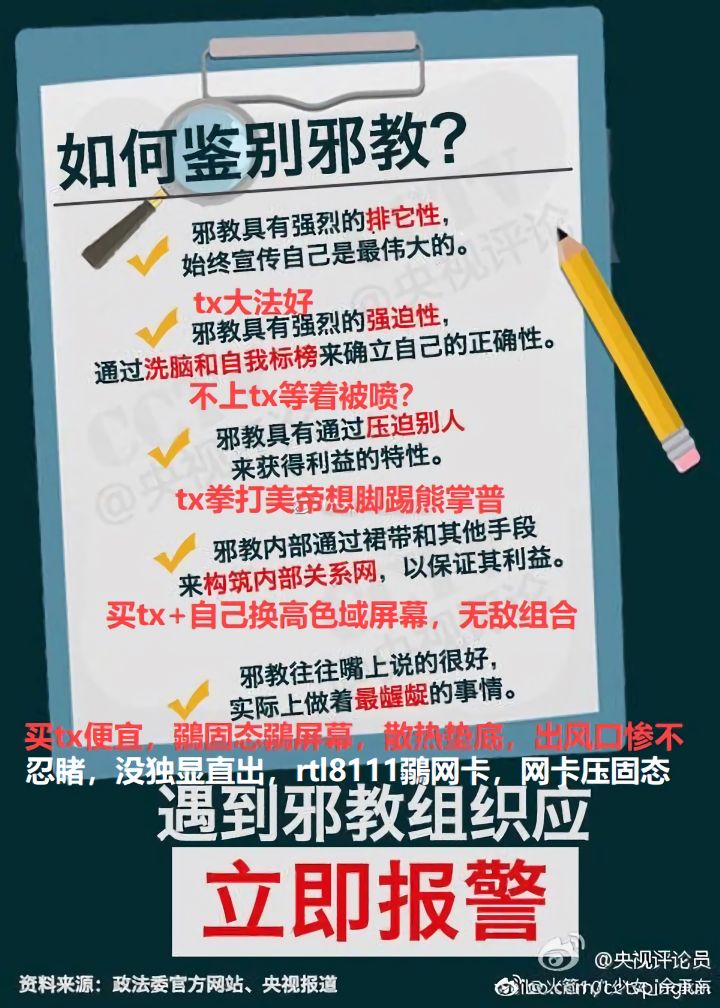 如何鉴别邪教?
邪教具有强烈的排它性,
始终宣传自己是最伟大的。
tx大法好
邪教具有强烈的强迫性,
通过洗脑和自我标榜来确立自己的正确性。
不上tx等着被喷?
邪教具有通过压迫别人
来获得利益的特性。
tx拳打美帝想脚踢熊掌普
邪教内部通过裙带和其他手段
来构筑内部关系网,以保证其利益。
买tx+自己换高色域屏幕，无敌组合
邪教往往嘴上说的很好,
实际上做着最龌龊的事情。
买tx便宜，鶸固态鶸屏幕，散热垫底，出风口惨不
忍睹，没独显直出，rtl8111鶸网卡，网卡压固态
遇到邪教组织应
立即报警
@央视评论员
资料来源：政法委官方网站、央视报道